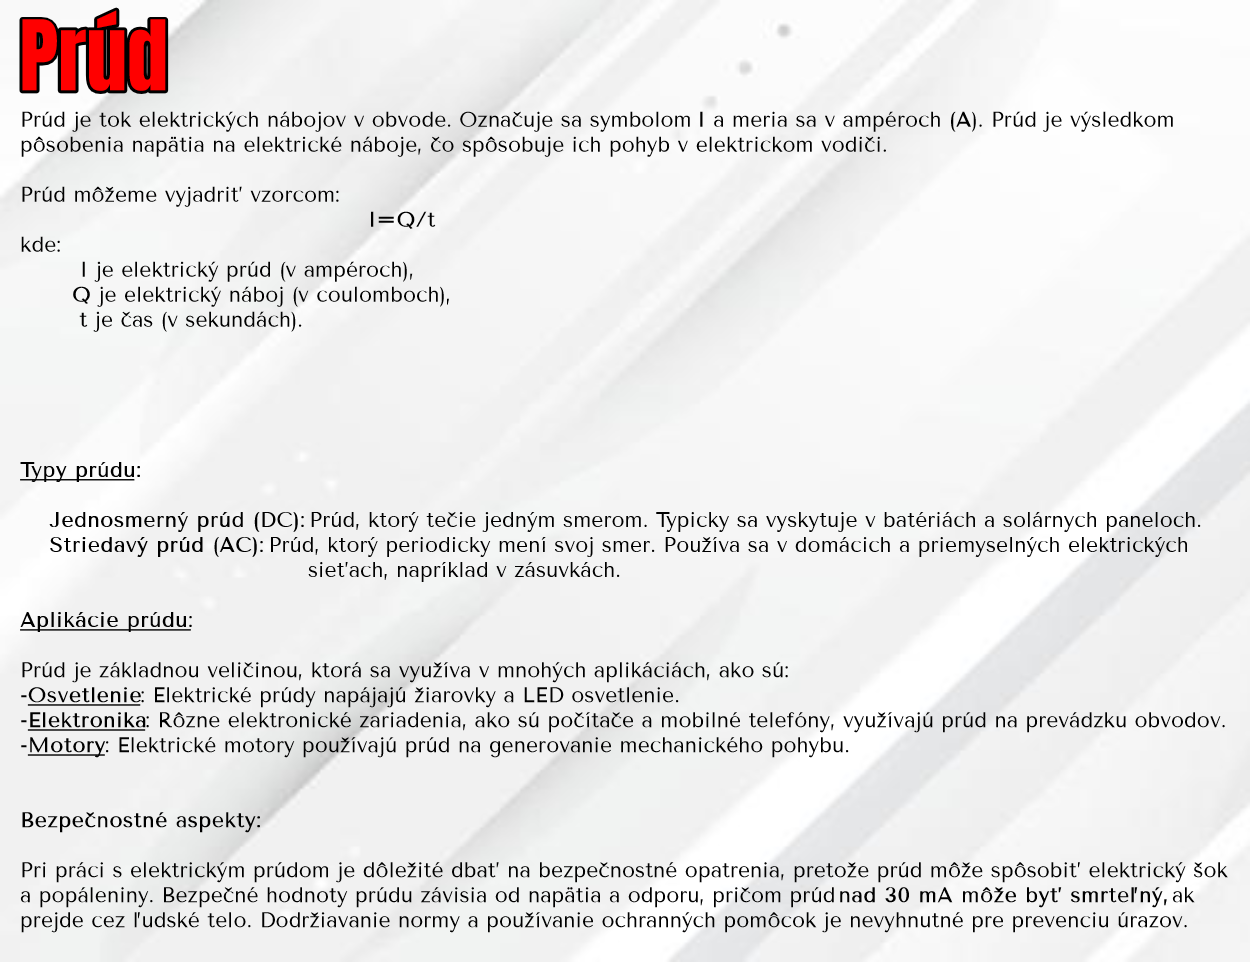 Prúd
Prúd je tok elektrických nábojov v obvode. Označuje sa symbolom I a meria sa v ampéroch (A). Prúd je výsledkom
pôsobenia napätia na elektrické náboje, čo spôsobuje ich pohyb v elektrickom vodiči.
Prúd môžeme vyjadriť vzorcom:
I=Q/t
kde:
I je elektrický prúd (v ampéroch),
Q je elektrický náboj (v coulomboch),
t je čas (v sekundách).
Typy prúdu:
Jednosmerný prúd (DC): Prúd, ktorý tečie jedným smerom. Typicky sa vyskytuje v batériách a solárnych paneloch.
Striedavý prúd (AC): Prúd, ktorý periodicky mení svoj smer. Používa sa v domácich a priemyselných elektrických
sieťach, napríklad v zásuvkách.
Aplikácie prúdu:
Prúd je základnou veličinou, ktorá sa využíva v mnohých aplikáciách, ako sú:
-Osvetlenie: Elektrické prúdy napájajú žiarovky a LED osvetlenie.
-Elektronika: Rôzne elektronické zariadenia, ako sú počítače a mobilné telefóny, využívajú prúd na prevádzku obvodov.
-Motory: Elektrické motory používajú prúd na generovanie mechanického pohybu.
Bezpečnostné aspekty:
Pri práci s elektrickým prúdom je dôležité dbať na bezpečnostné opatrenia, pretože prúd môže spôsobiť elektrický šok
a popáleniny. Bezpečné hodnoty prúdu závisia od napätia a odporu, pričom prúd nad 30 mA môže byť smrteľný, ak
prejde cez ľudské telo. Dodržiavanie normy a používanie ochranných pomôcok je nevyhnutné pre prevenciu úrazov.